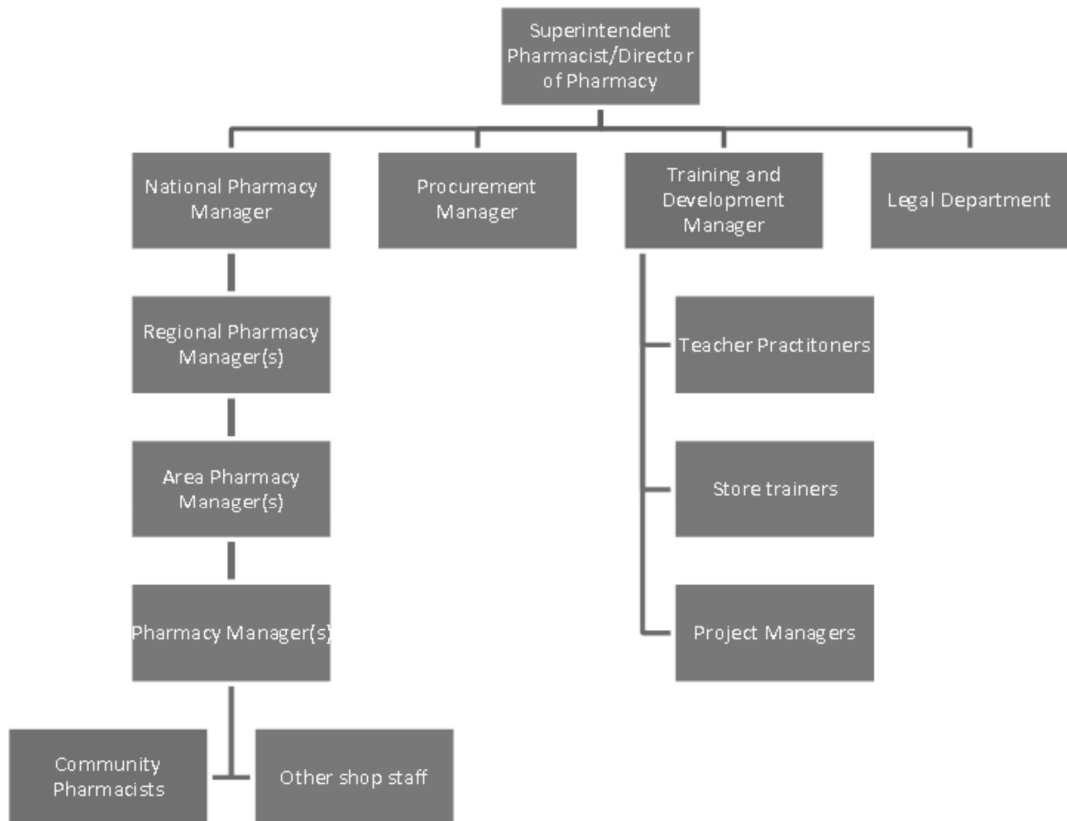 Superintendent
Pharmacist/Director
of Pharmacy
National Pharmacy
Manager
Procurement
Manager
Training and
Development
Manager
Legal Department
Regional Pharmacy
Manager(s)
Teacher Practitoners
Area Pharmacy
Manager(s)
Store trainers
Pharmacy Manager(s)
Project Managers
Community
Pharmacists
Other shop staff